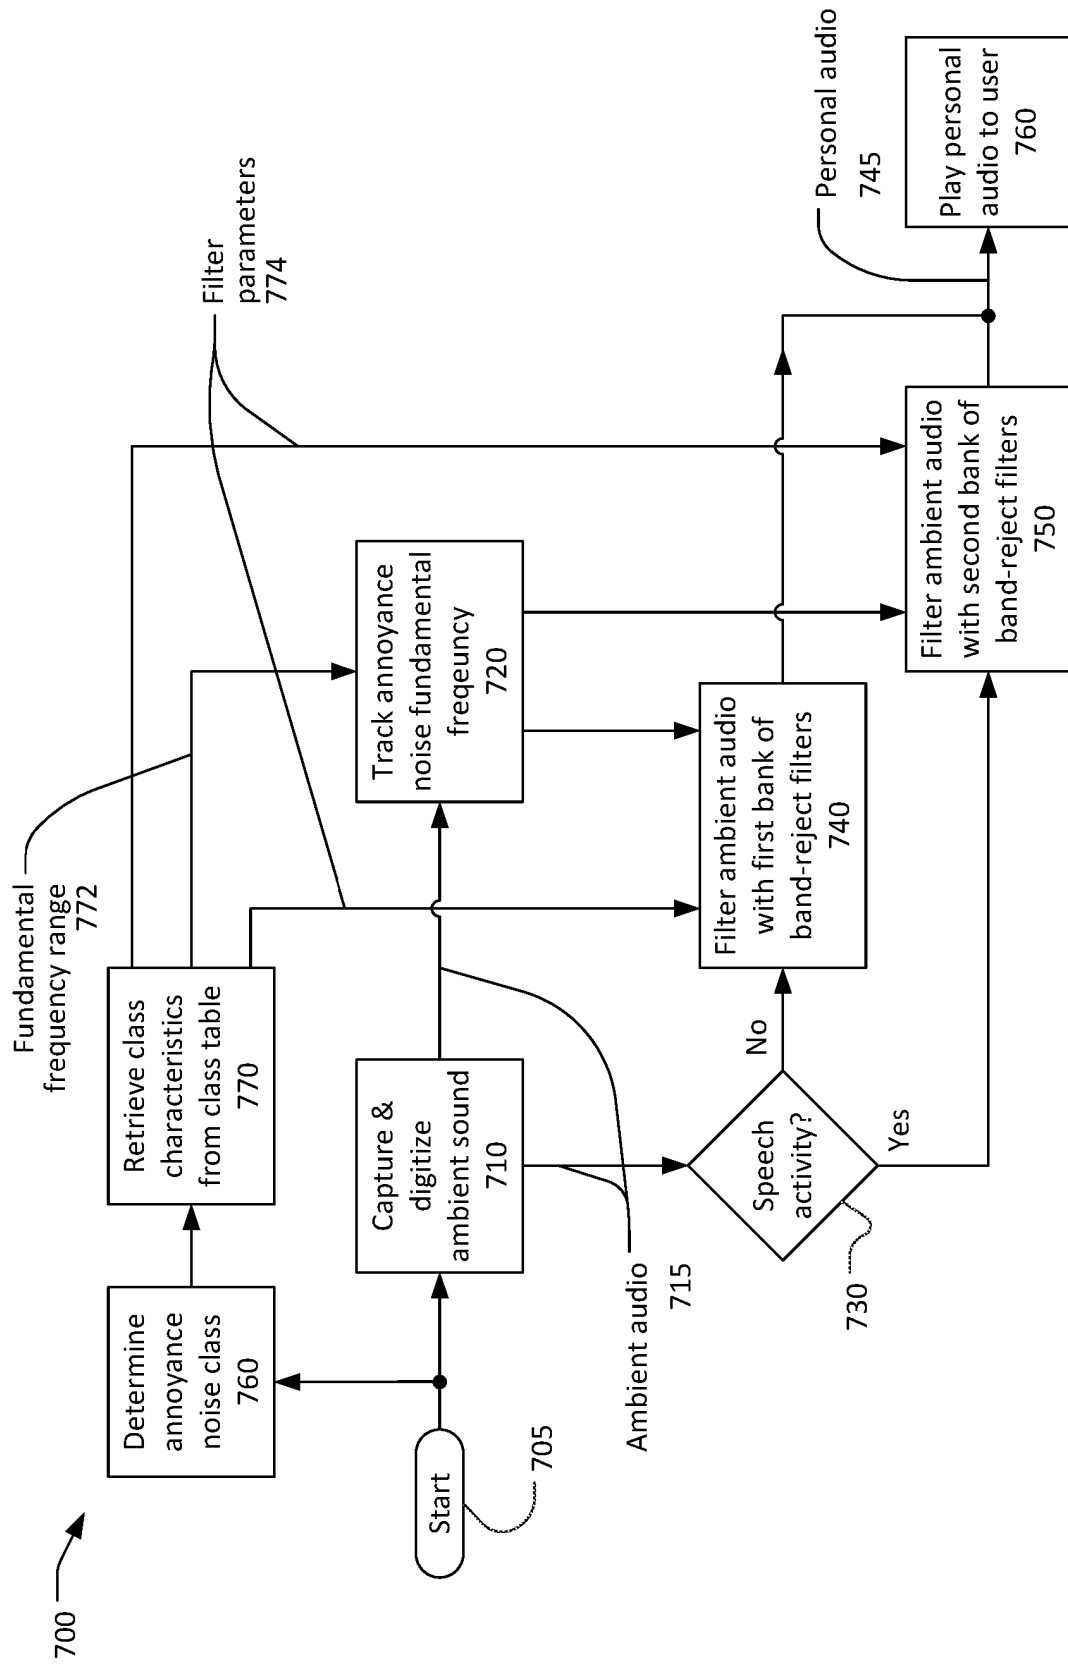 700
Start
705
Determine
annoyance
noise class
760
Retrieve class
characteristics
from class table
770
Fundamental
frequency range
772
Filter
parameters
774
Capture &
digitize
ambient sound
710
Track annoyance
noise fundamental
freqeuncy
720
Ambient audio
715
Speech
activity?
730
No
Yes
Filter ambient audio
with first bank of
band-reject filters
740
Filter ambient audio
with second bank of
band-reject filters
750
Personal audio
745
Play personal
audio to user
760